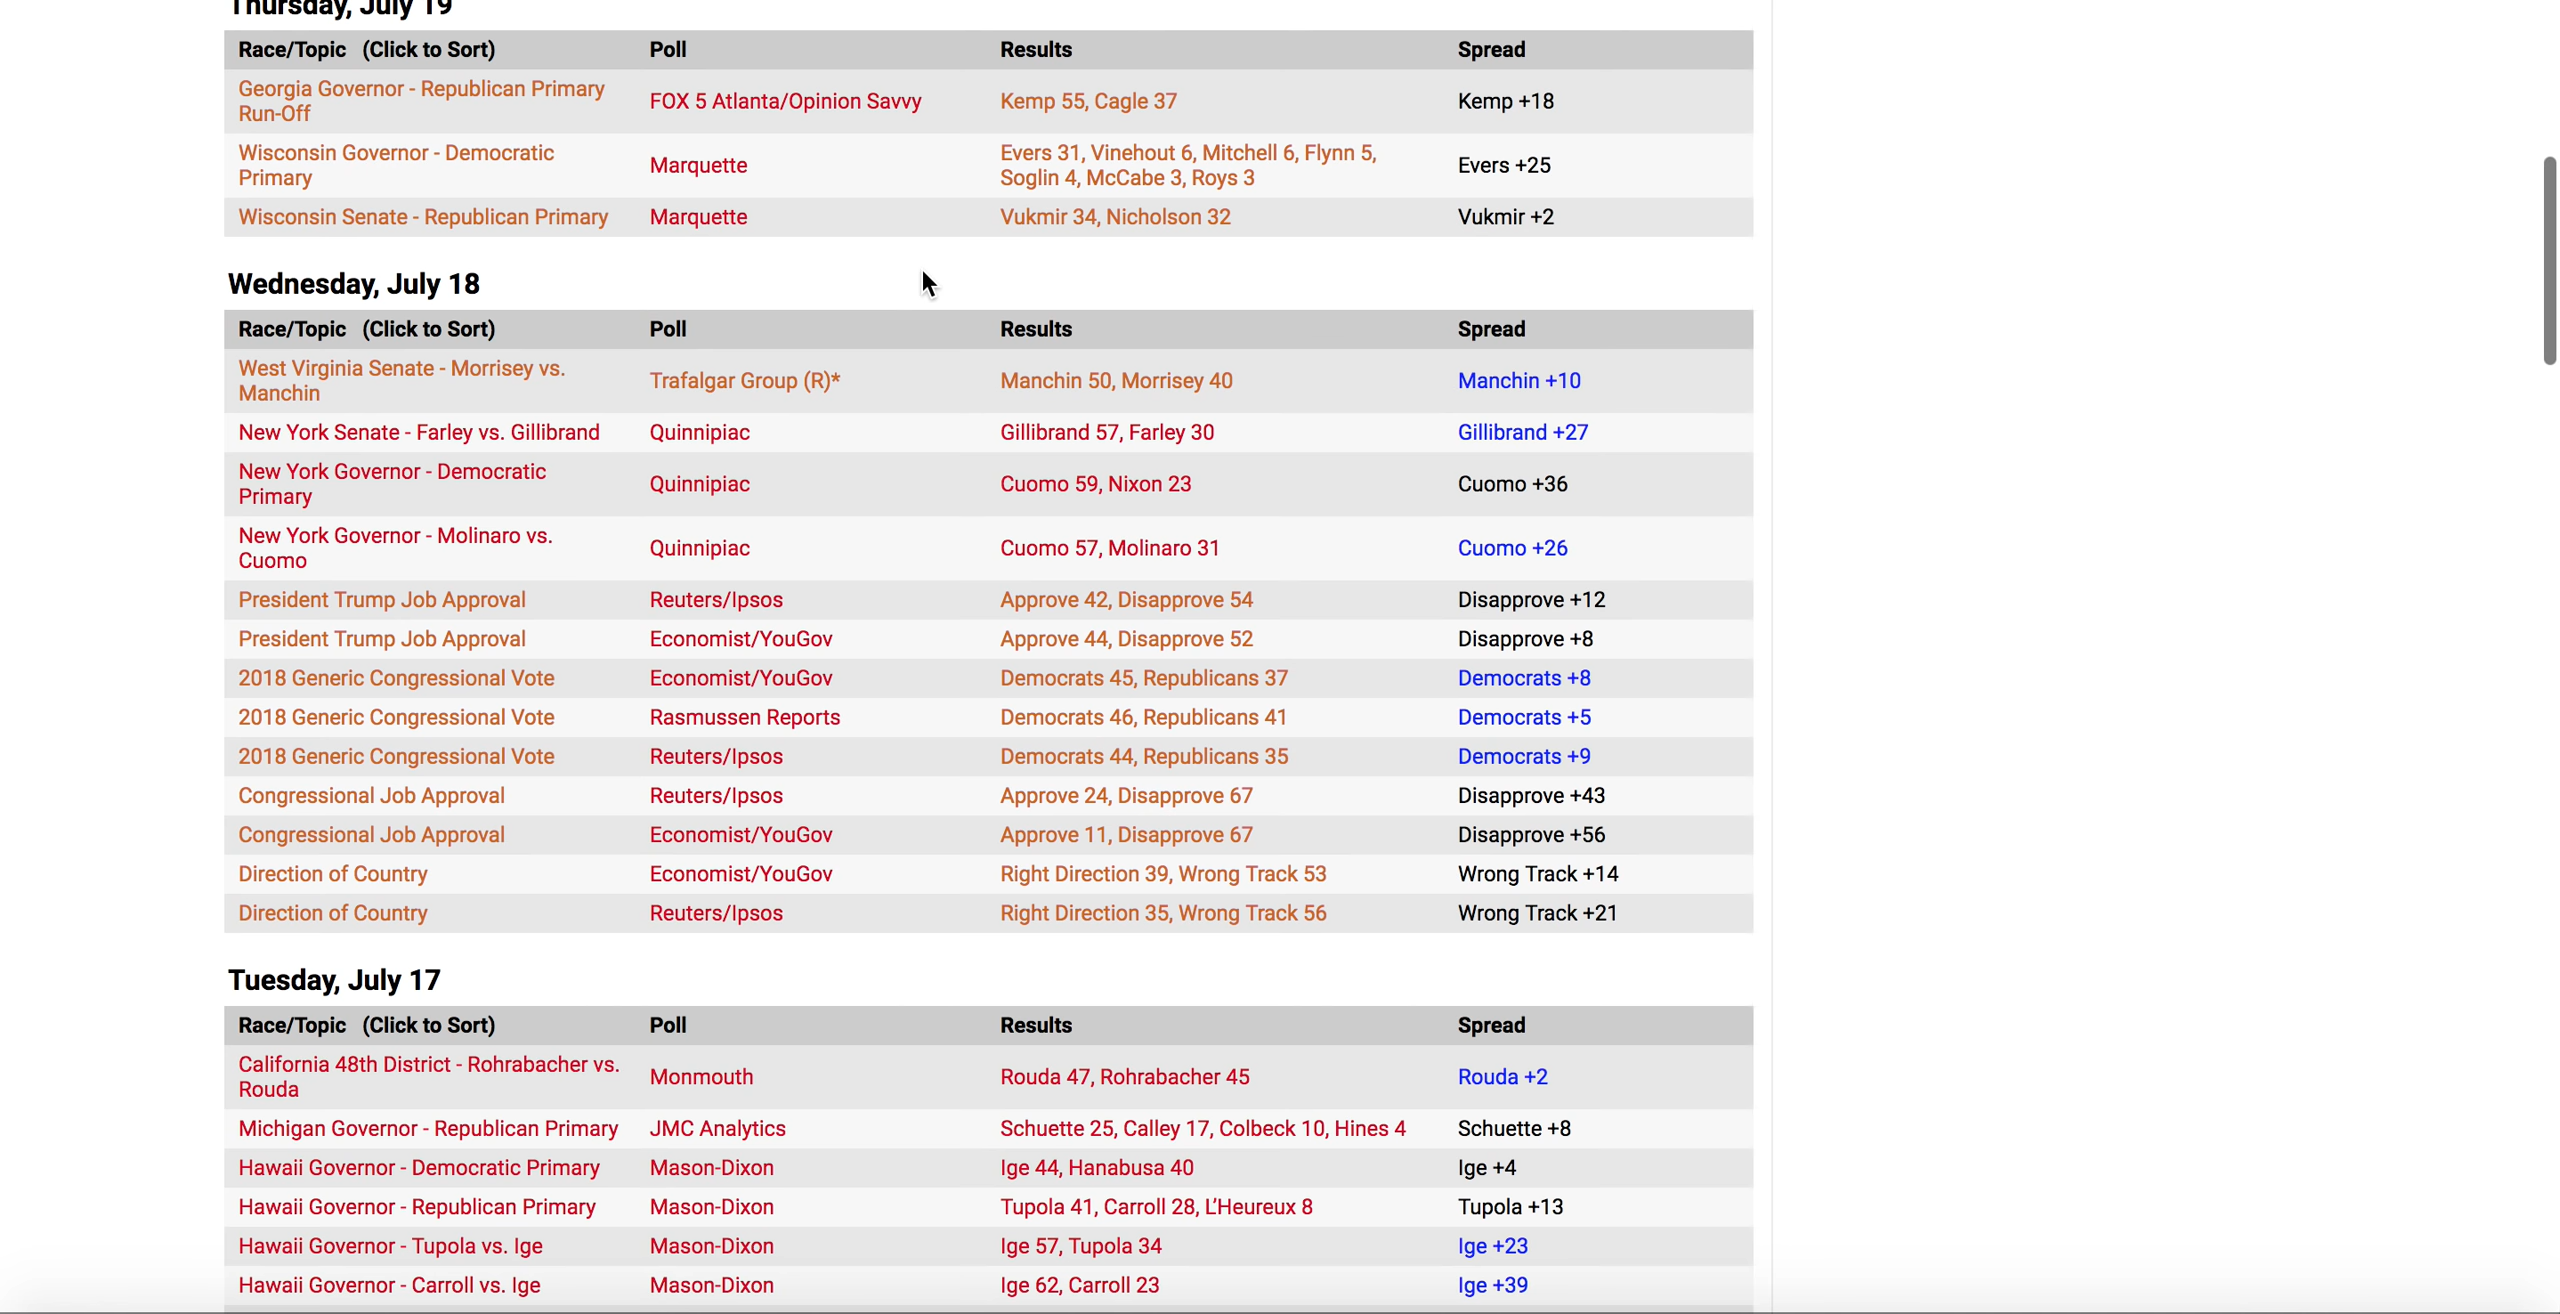 Thursday, July 19
Race/Topic (Click to Sort) Poll Results Spread
Georgia Governor - Republican Primary Run-Off FOX 5 Atlanta/Opinion Savvy Kemp 55, Cagle 37 Kemp +18
Wisconsin Governor - Democratic Primary Marquette Evers 31, Vinehout 6, Mitchell 6, Flynn 5, Soglin 4, McCabe 3, Roys 3 Evers +25
Wisconsin Senate - Republican Primary Marquette Vukmir 34, Nicholson 32 Vukmir +2
Wednesday, July 18
Race/Topic (Click to Sort) Poll Results Spread
West Virginia Senate - Morrisey vs. Manchin Trafalgar Group (R)* Manchin 50, Morrisey 40 Manchin +10
New York Senate - Farley vs. Gillibrand Quinnipiac Gillibrand 57, Farley 30 Gillibrand +27
New York Governor - Democratic Primary Quinnipiac Cuomo 59, Nixon 23 Cuomo +36
New York Governor - Molinaro vs. Cuomo Quinnipiac Cuomo 57, Molinaro 31 Cuomo +26
President Trump Job Approval Reuters/Ipsos Approve 42, Disapprove 54 Disapprove +12
President Trump Job Approval Economist/YouGov Approve 44, Disapprove 52 Disapprove +8
2018 Generic Congressional Vote Economist/YouGov Democrats 45, Republicans 37 Democrats +8
2018 Generic Congressional Vote Rasmussen Reports Democrats 46, Republicans 41 Democrats +5
2018 Generic Congressional Vote Reuters/Ipsos Democrats 44, Republicans 35 Democrats +9
Congressional Job Approval Reuters/Ipsos Approve 24, Disapprove 67 Disapprove +43
Congressional Job Approval Economist/YouGov Approve 11, Disapprove 67 Disapprove +56
Direction of Country Economist/YouGov Right Direction 39, Wrong Track 53 Wrong Track +14
Direction of Country Reuters/Ipsos Right Direction 35, Wrong Track 56 Wrong Track +21
Tuesday, July 17
Race/Topic (Click to Sort) Poll Results Spread
California 48th District - Rohrabacher vs. Rouda Monmouth Rouda 47, Rohrabacher 45 Rouda +2
Michigan Governor - Republican Primary JMC Analytics Schuette 25, Calley 17, Colbeck 10, Hines 4 Schuette +8
Hawaii Governor - Democratic Primary Mason-Dixon Ige 44, Hanabusa 40 Ige +4
Hawaii Governor - Republican Primary Mason-Dixon Tupola 41, Carroll 28, L'Heureux 8 Tupola +13
Hawaii Governor - Tupola vs. Ige Mason-Dixon Ige 57, Tupola 34 Ige +23
Hawaii Governor - Carroll vs. Ige Mason-Dixon Ige 62, Carroll 23 Ige +39